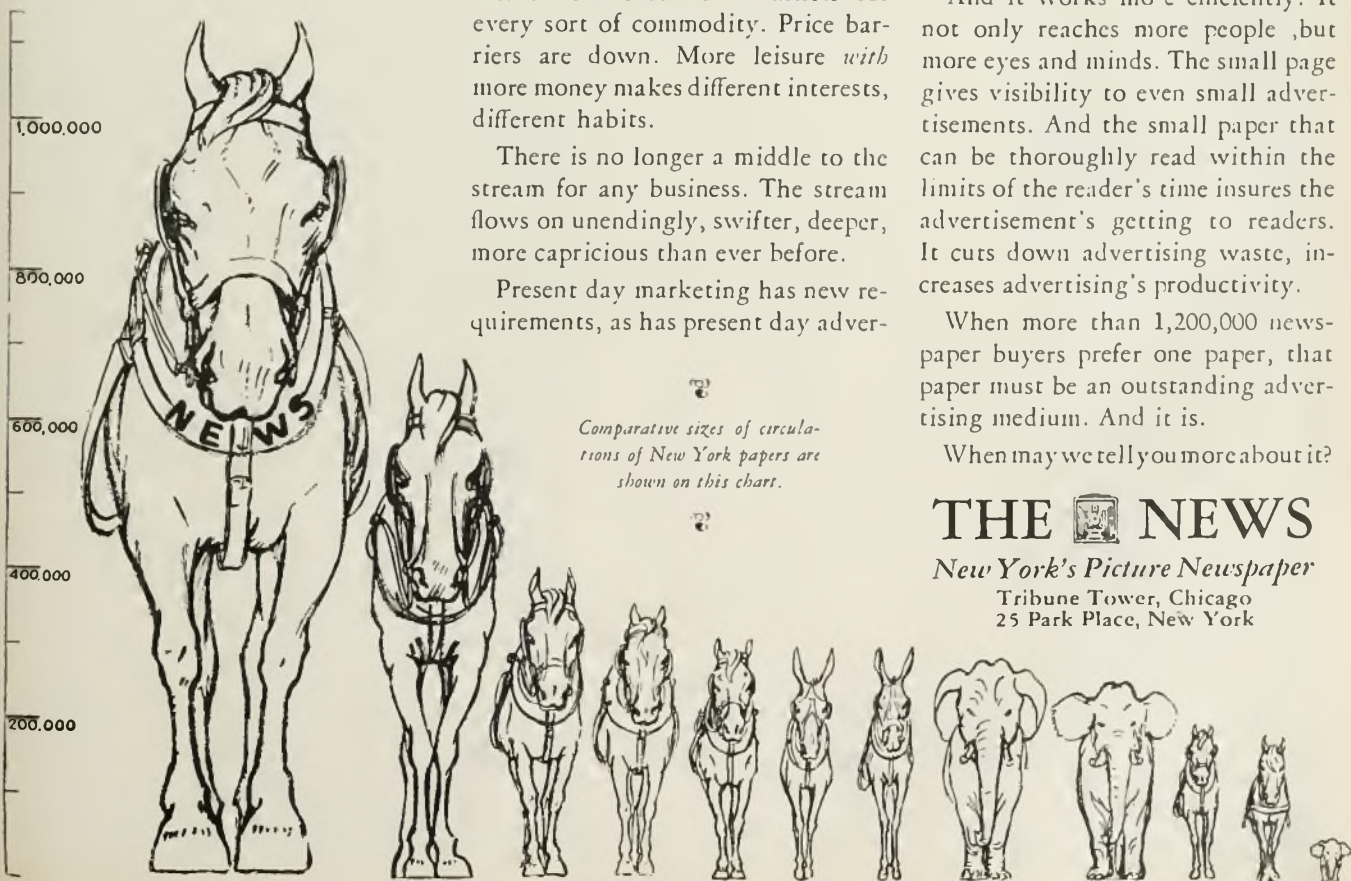 every sort of commodity. Price bar-
riers are down. More leisure with
more money makes different interests,
different habits.
There is no longer a middle to the
stream for any business. The stream
flows on unendingly, swifter, deeper,
more capricious than ever before.
Present day marketing has new re-
quirements, as has present day adver-
And it works more efficiently. It
not only reaches more people ,but
more eyes and minds. The small page
gives visibility to even small adver-
tisements. And the small paper that
can be thoroughly read within the
limits of the reader's time insures the
advertisement's getting to readers.
It cuts down advertising waste, in-
creases advertising's productivity.
When more than 1,200,000 news-
paper buyers prefer one paper, that
paper must be an outstanding adver-
tising medium. And it is.
When may we tell you more about it?
THE NEWS
New York's Picture Newspaper
Tribune Tower, Chicago
25 Park Place, New York
Comparative sizes of circula-
tions of New York papers are
shown on this chart.
1,000,000
800,000
600,000
400.000
200.000
NEWS